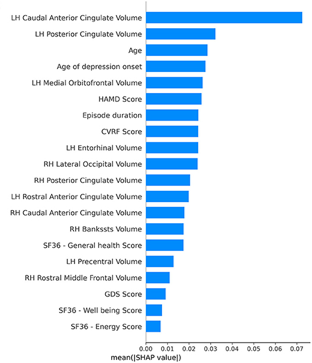 LH Caudal Anterior Cingulate Volume
LH Posterior Cingulate Volume
Age
Age of depression onset
LH Medial Orbitofrontal Volume
HAMD Score
Episode duration
CVRF Score
LH Entorhinal Volume
RH Lateral Occipital Volume
RH Posterior Cingulate Volume
LH Rostral Anterior Cingulate Volume
RH Caudal Anterior Cingulate Volume
RH Bankssts Volume
SF36 - General health Score
LH Precentral Volume
RH Rostral Middle Frontal Volume
GDS Score
SF36 - Well being Score
SF36 - Energy Score
0.00 0.01 0.02 0.03 0.04 0.05 0.06 0.07
mean(|SHAP value|)